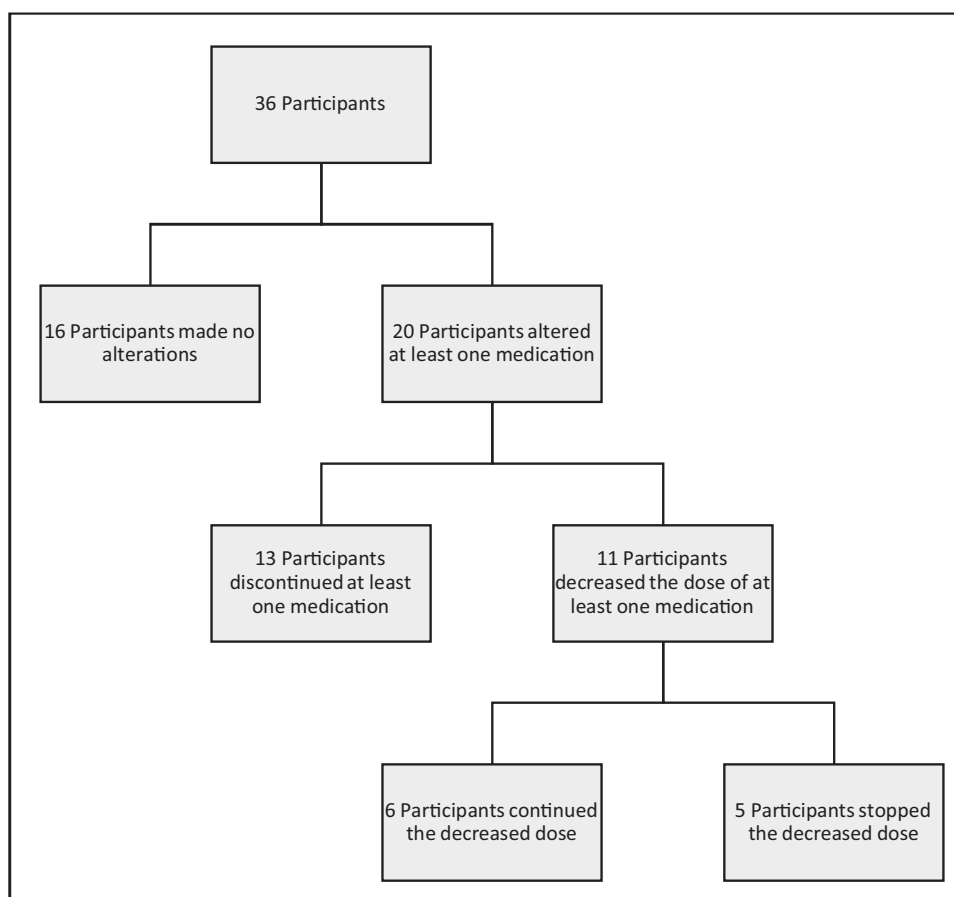 36 Participants
16 Participants made no
alterations
20 Participants altered
at least one medication
13 Participants
discontinued at least
one medication
11 Participants
decreased the dose of at
least one medication
6 Participants continued
the decreased dose
5 Participants stopped
the decreased dose